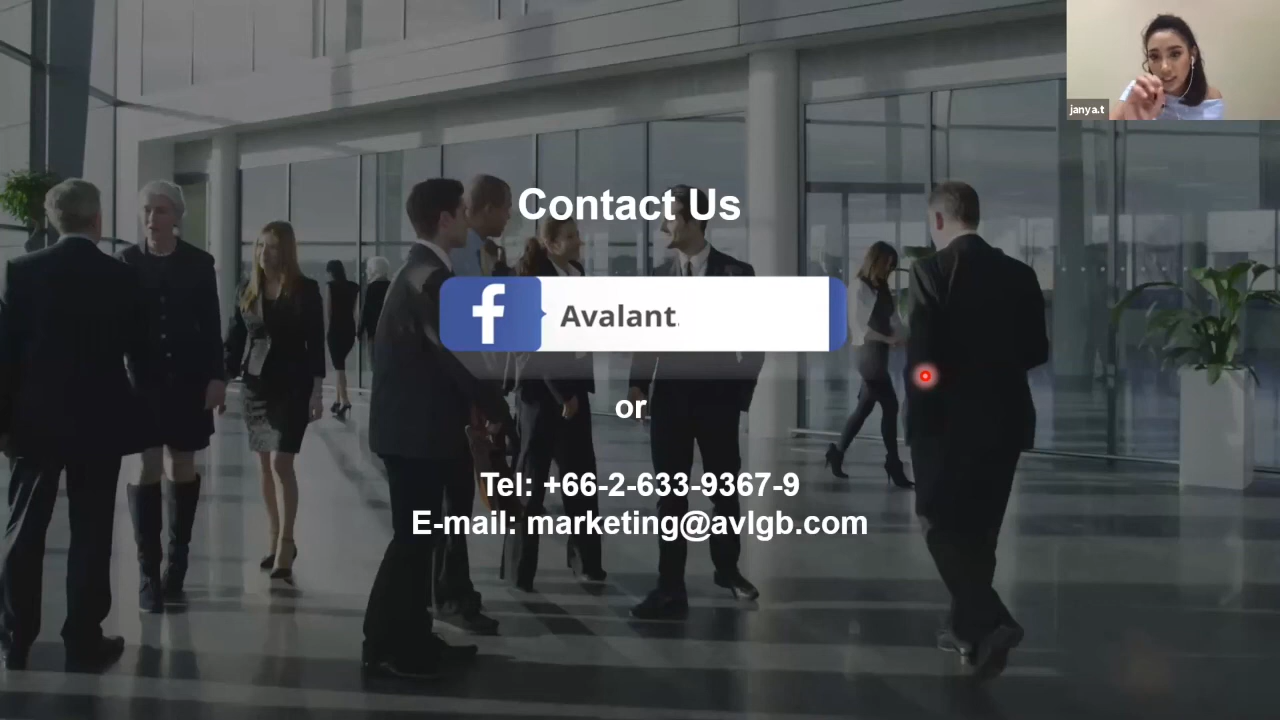 janya.t
Contact Us
f
Avalant
or
Tel: +66-2-633-9367-9
E-mail: marketing@avlgb.com